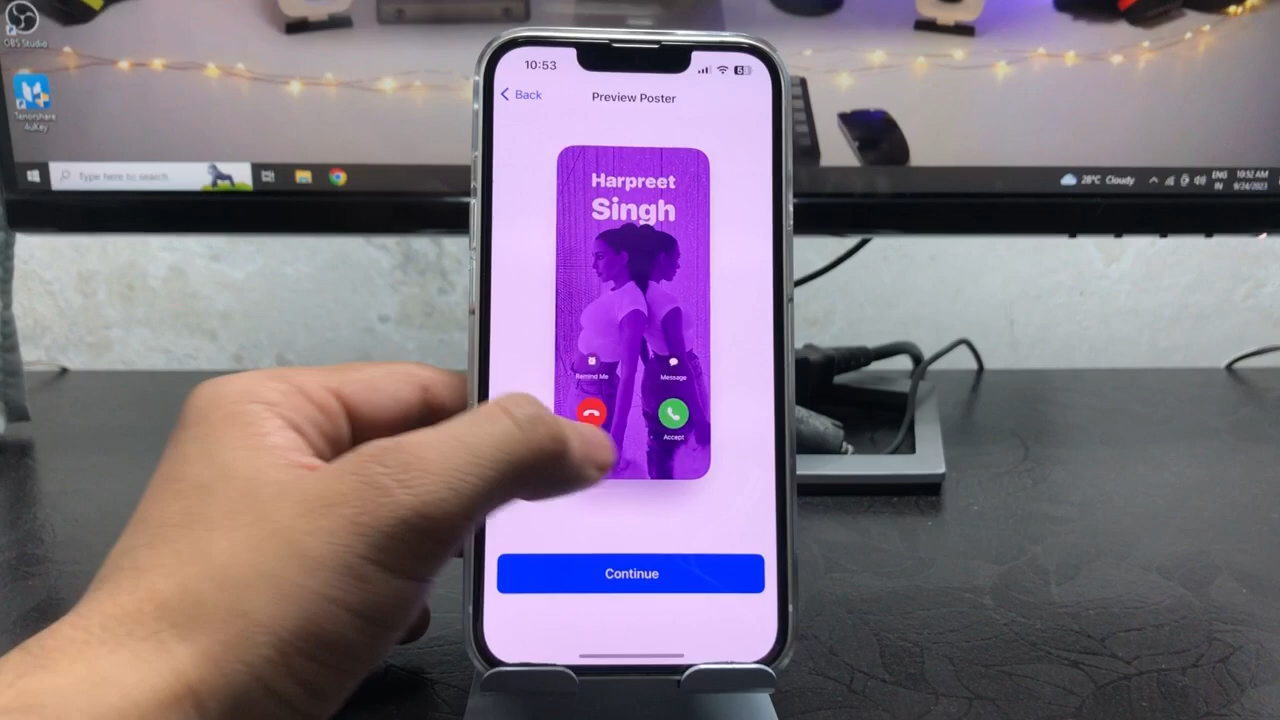 OBS Studio
Tenorshare
4uKey
Type here to search
28°C Cloudy
ENG
IN
10:52 AM
9/24/2023
10:53
Back
Preview Poster
Harpreet
Singh
Remind Me
Message
Accept
Continue